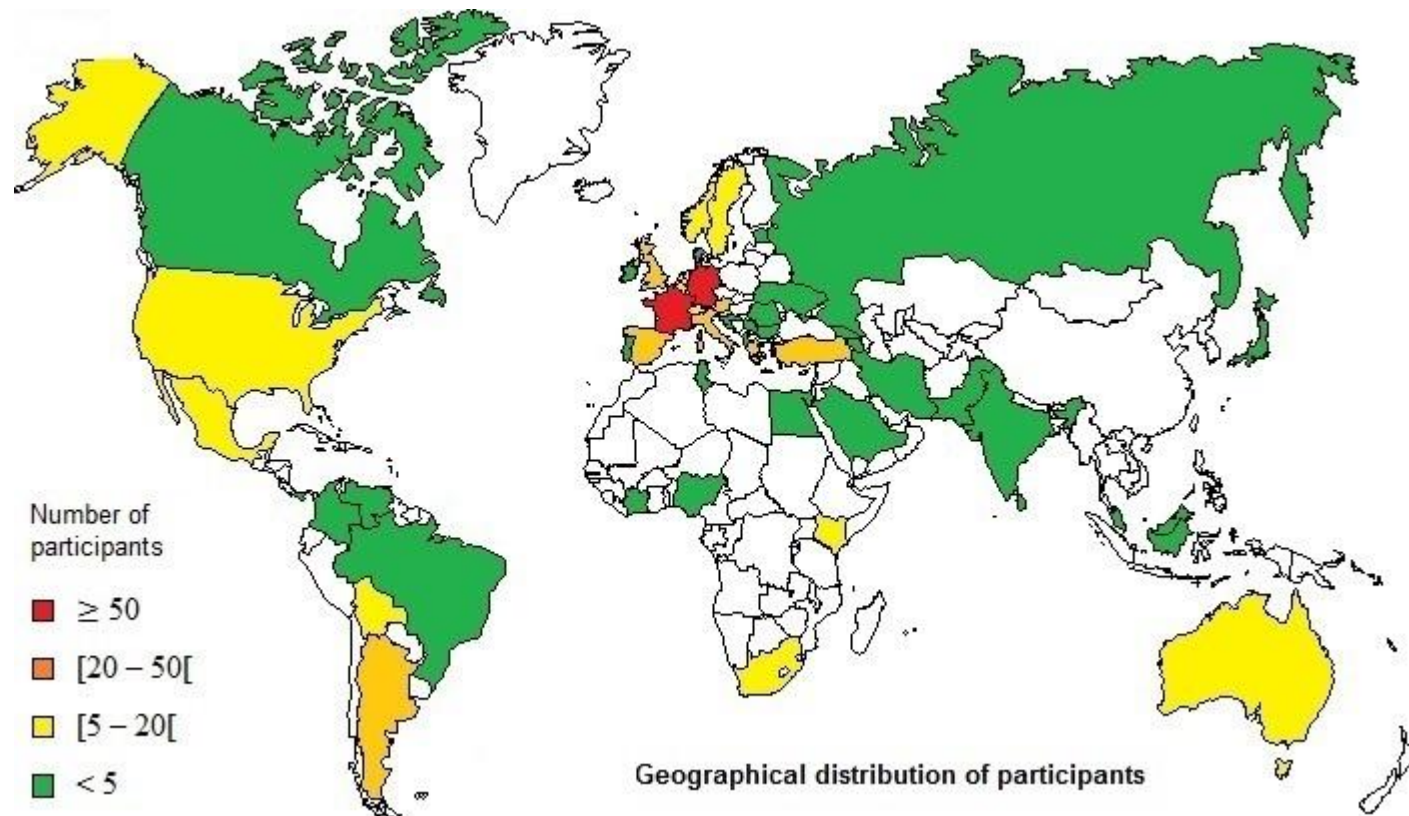 Number of
participants
≥ 50
[20 – 50[
[5 – 20[
< 5
Geographical distribution of participants